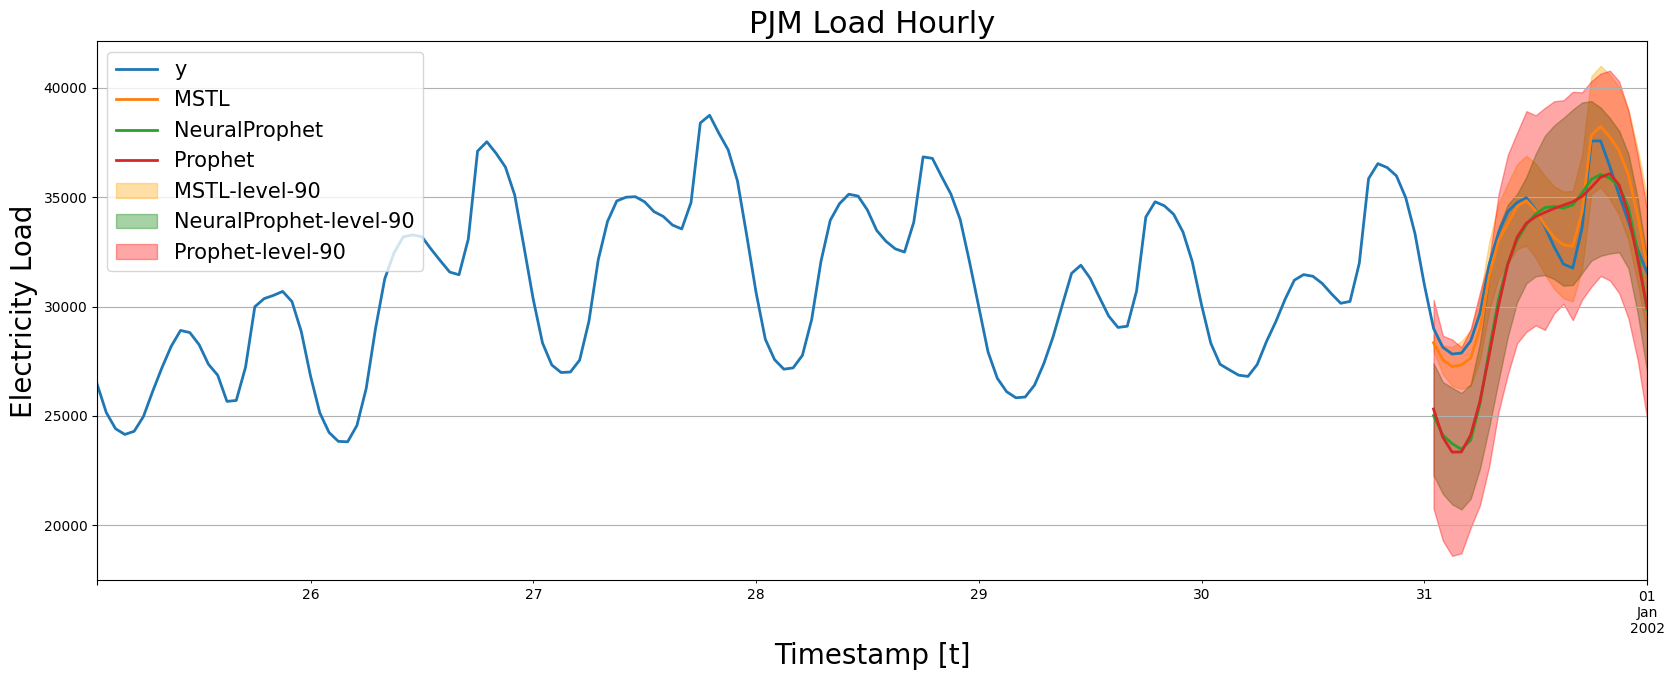 PJM Load Hourly
y
MSTL
NeuralProphet
Prophet
MSTL-level-90
NeuralProphet-level-90
Prophet-level-90
Electricity Load
40000
35000
30000
25000
20000
26
27
28
29
30
31
01
Jan
2002
Timestamp [t]